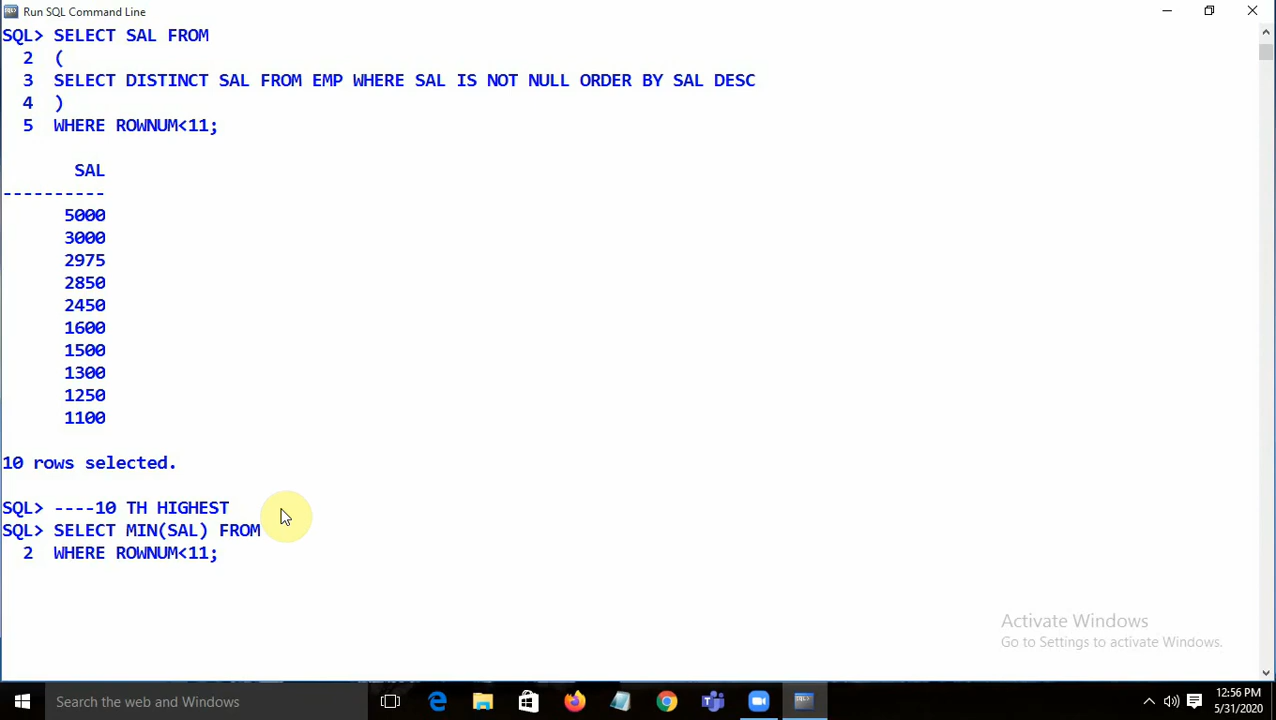 Run SQL Command Line
SQL> SELECT SAL FROM
2 (
3 SELECT DISTINCT SAL FROM EMP WHERE SAL IS NOT NULL ORDER BY SAL DESC
4 )
5 WHERE ROWNUM<11;
SAL
----------
5000
3000
2975
2850
2450
1600
1500
1300
1250
1100
10 rows selected.
SQL> ----10 TH HIGHEST
SQL> SELECT MIN(SAL) FROM
2 WHERE ROWNUM<11;
Activate Windows
Go to Settings to activate Windows.
Search the web and Windows
12:56 PM
5/31/2020